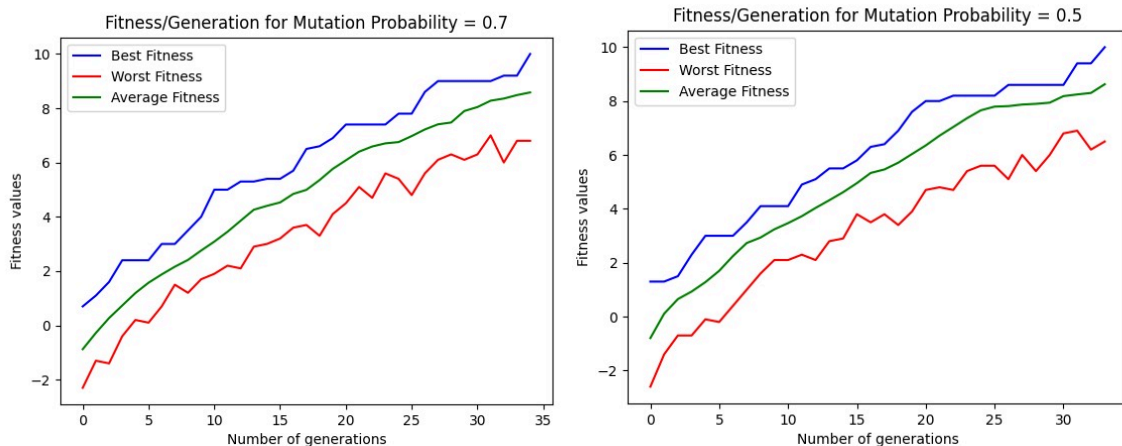 Fitness/Generation for Mutation Probability = 0.7
10
8
6
4
2
0
−2
Fitness values
Best Fitness
Worst Fitness
Average Fitness
0 5 10 15 20 25 30 35
Number of generations
Fitness/Generation for Mutation Probability = 0.5
10
8
6
4
2
0
−2
Fitness values
Best Fitness
Worst Fitness
Average Fitness
0 5 10 15 20 25 30
Number of generations